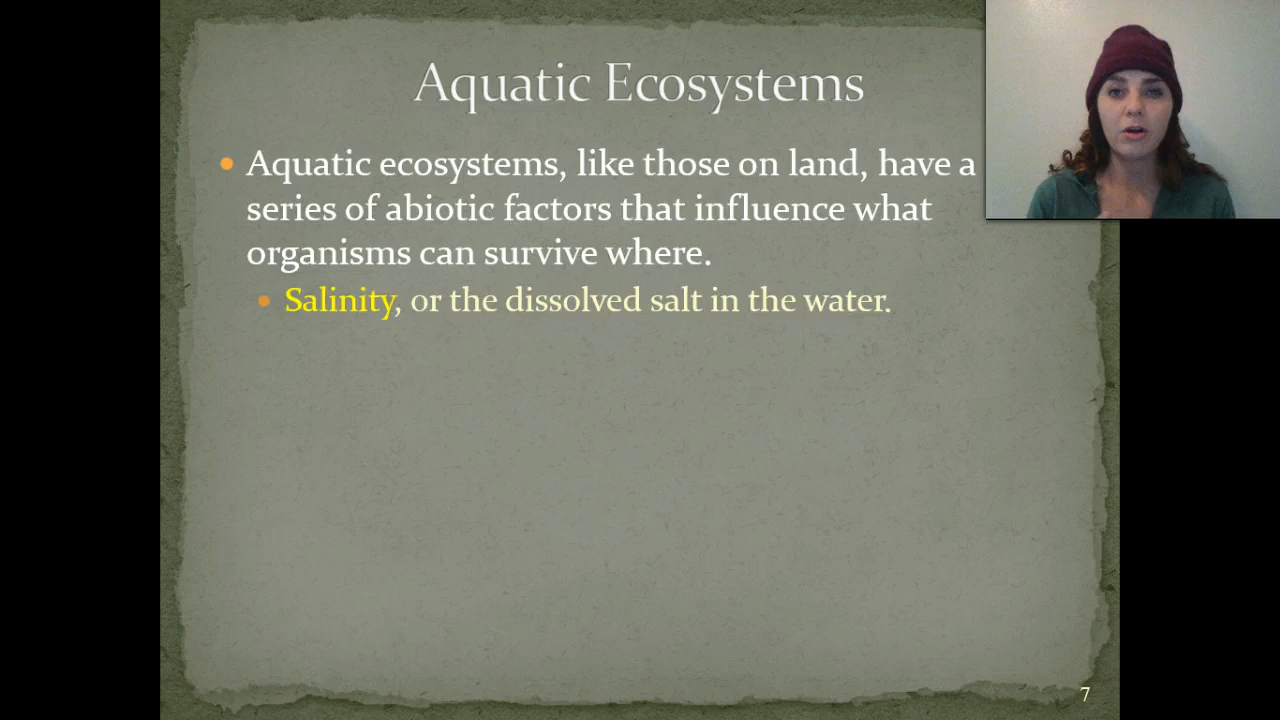 Aquatic Ecosystems
Aquatic ecosystems, like those on land, have a
series of abiotic factors that influence what
organisms can survive where.
Salinity, or the dissolved salt in the water.
7